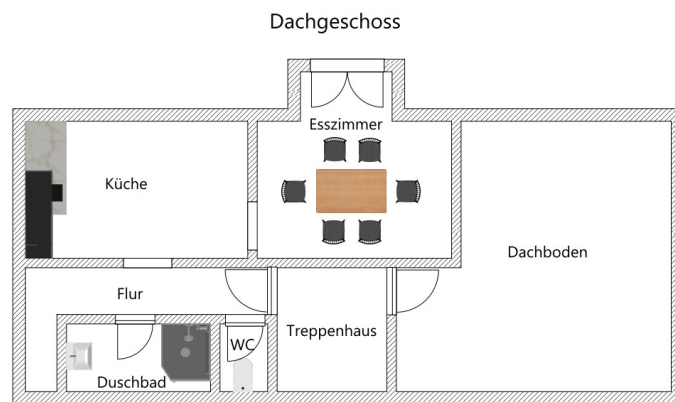 Dachgeschoss
Esszimmer
Küche
Dachboden
Flur
Treppenhaus
WC
Duschbad